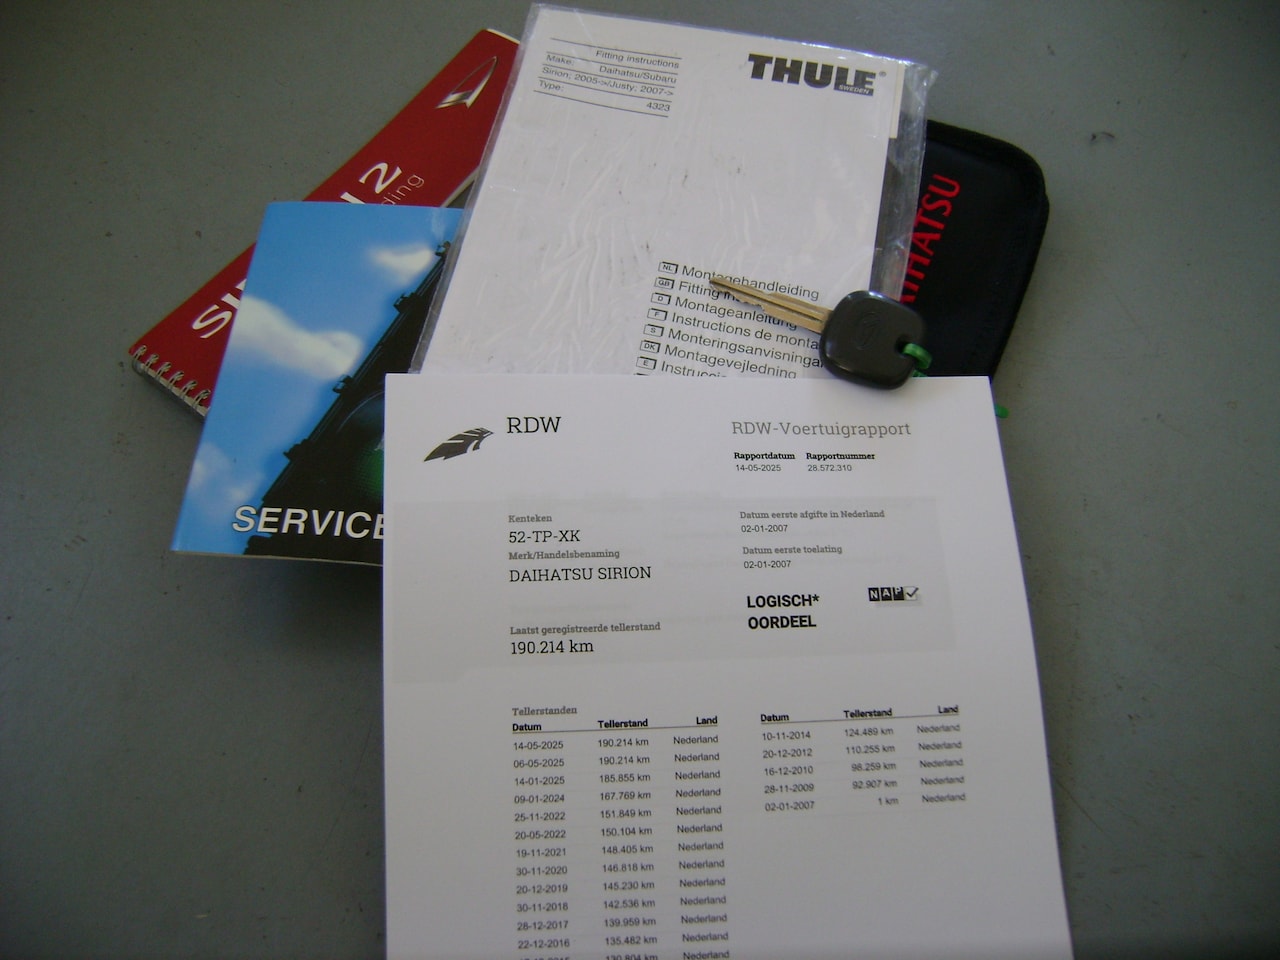 THULE
SWEDEN
Fitting instructions
Make: Daihatsu/Subaru
Sirion; 2005->/Justy; 2007->
Type: 4323
2
ding
AIHATSU
NL Montagehandleiding
GB Fitting
D Montageanleitung
F Instructions de monta
S Monteringsanvisningar
DK Montagevejledning
E Instruccio
SERVICE
RDW
RDW-Voertuigrapport
Rapportdatum Rapportnummer
14-05-2025 28.572.310
Kenteken
52-TP-XK
Merk/Handelsbenaming
DAIHATSU SIRION
Datum eerste afgifte in Nederland
02-01-2007
Datum eerste toelating
02-01-2007
LOGISCH*
OORDEEL
NAP
Laatst geregistreerde tellerstand
190.214 km
Tellerstanden
Datum Tellerstand Land
14-05-2025 190.214 km Nederland
06-05-2025 190.214 km Nederland
14-01-2025 185.855 km Nederland
09-01-2024 167.769 km Nederland
25-11-2022 151.849 km Nederland
20-05-2022 150.104 km Nederland
19-11-2021 148.405 km Nederland
30-11-2020 146.818 km Nederland
20-12-2019 145.230 km Nederland
30-11-2018 142.536 km Nederland
28-12-2017 139.959 km Nederland
22-12-2016 135.482 km Nederland
Datum Tellerstand Land
10-11-2014 124.489 km Nederland
20-12-2012 110.255 km Nederland
16-12-2010 98.259 km Nederland
28-11-2009 92.907 km Nederland
02-01-2007 1 km Nederland